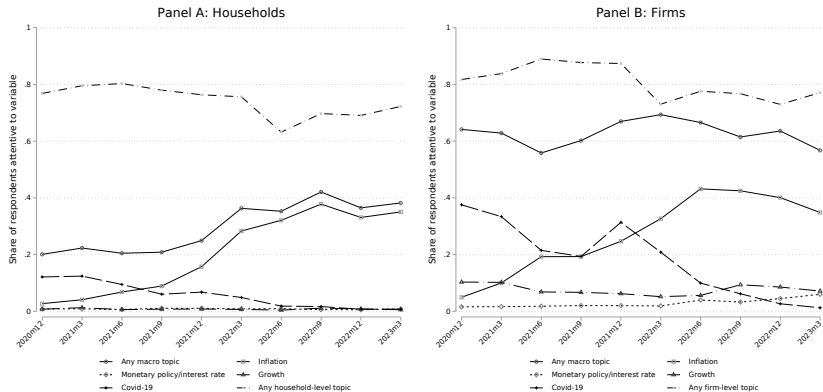 Panel A: Households
Share of respondents attentive to variable
1
.8
.6
.4
.2
0
2020m12
2021m3
2021m6
2021m9
2021m12
2022m3
2022m6
2022m9
2022m12
2023m3
Any macro topic
Inflation
Monetary policy/interest rate
Growth
Covid-19
Any household-level topic
Panel B: Firms
Share of respondents attentive to variable
1
.8
.6
.4
.2
0
2020m12
2021m3
2021m6
2021m9
2021m12
2022m3
2022m6
2022m9
2022m12
2023m3
Any macro topic
Inflation
Monetary policy/interest rate
Growth
Covid-19
Any firm-level topic